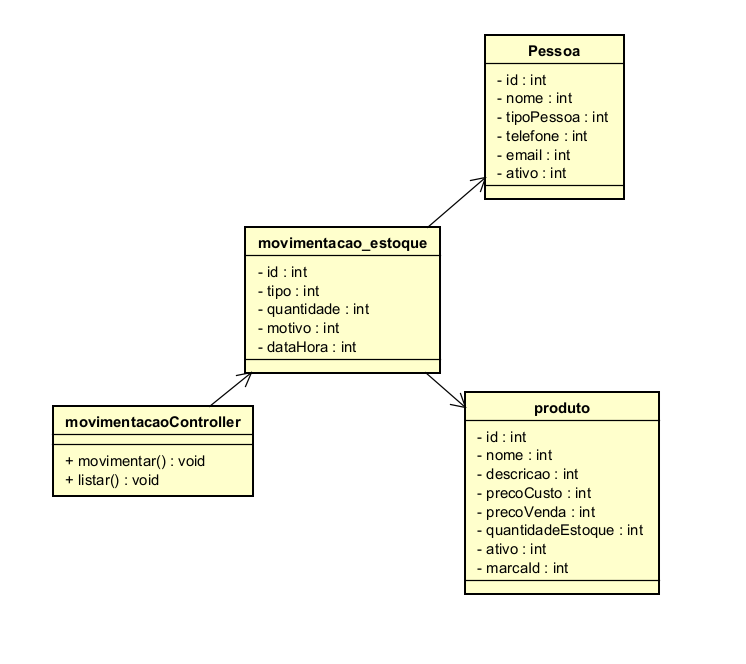 Pessoa
- id : int
- nome : int
- tipoPessoa : int
- telefone : int
- email : int
- ativo : int
movimentacao_estoque
- id : int
- tipo : int
- quantidade : int
- motivo : int
- dataHora : int
movimentacaoController
+ movimentar() : void
+ listar() : void
produto
- id : int
- nome : int
- descricao : int
- precoCusto : int
- precoVenda : int
- quantidadeEstoque : int
- ativo : int
- marcaId : int